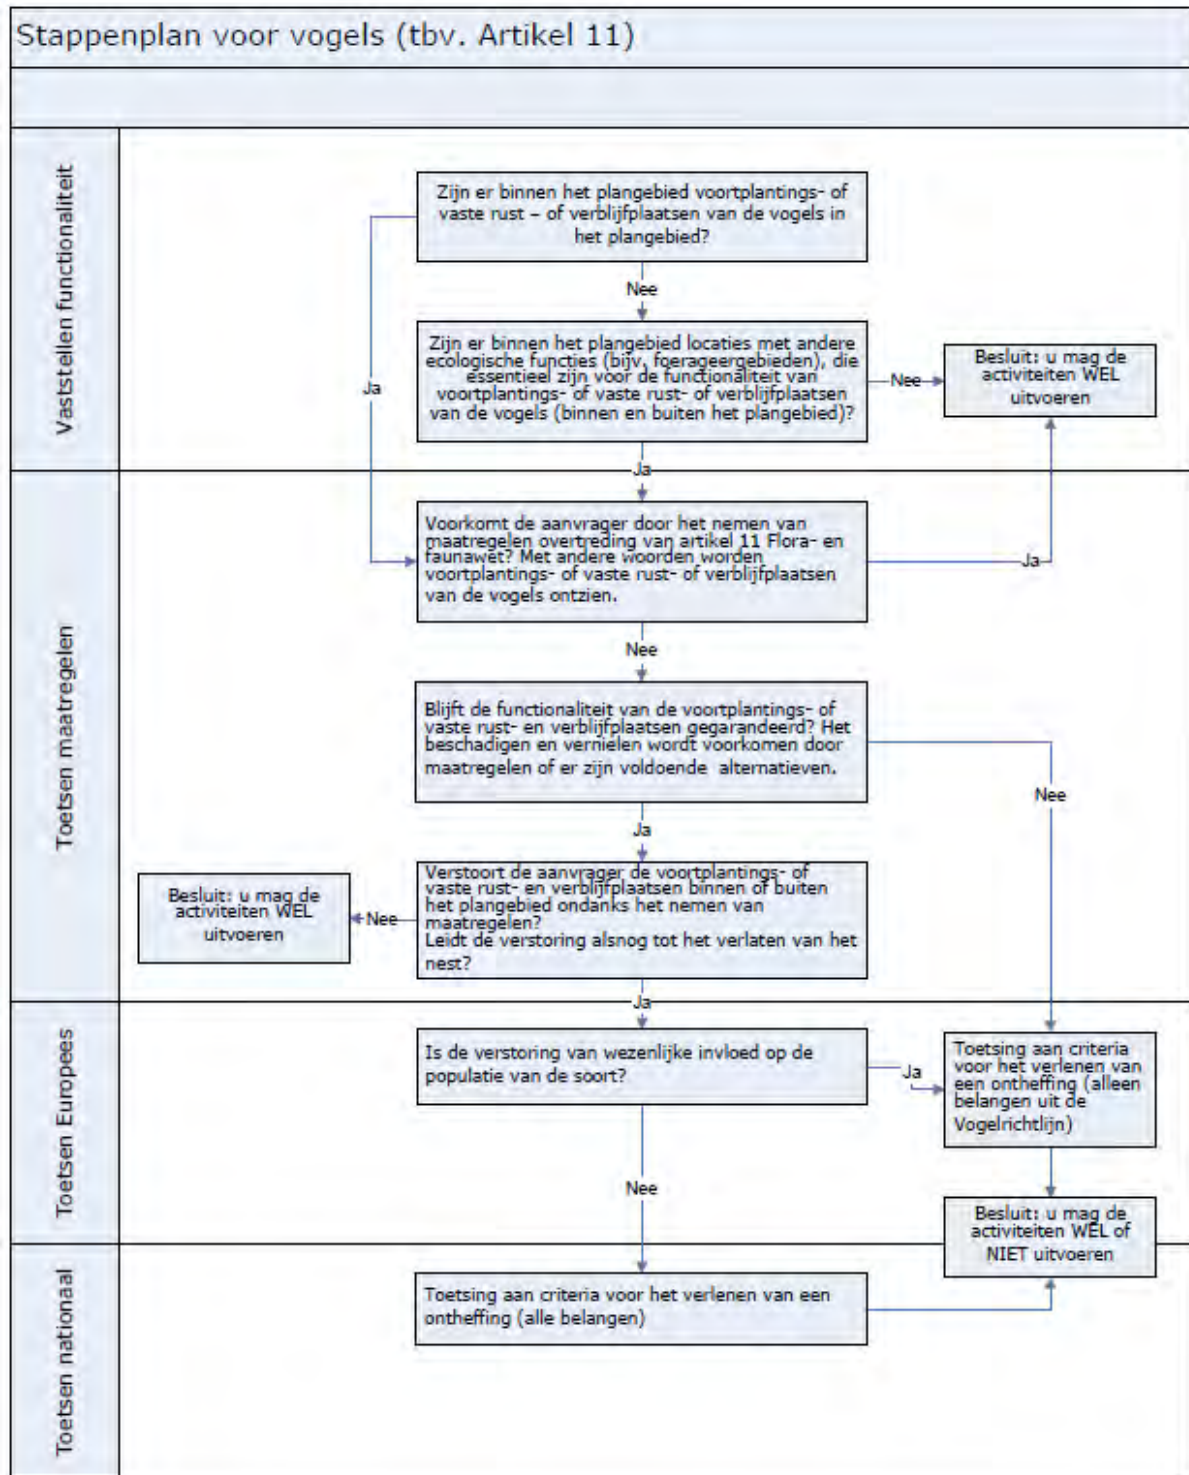 Stappenplan voor vogels (tbv. Artikel 11)
Vaststellen functionaliteit
Zijn er binnen het plangebied voortplantings- of
vaste rust – of verblijfplaatsen van de vogels in
het plangebied?
Nee
Ja
Zijn er binnen het plangebied locaties met andere
ecologische functies (bijv. foerageergebieden), die
essentieel zijn voor de functionaliteit van
voortplantings- of vaste rust- of verblijfplaatsen
van de vogels (binnen en buiten het plangebied)?
Nee
Besluit: u mag de
activiteiten WEL
uitvoeren
Ja
Toetsen maatregelen
Voorkomt de aanvrager door het nemen van
maatregelen overtreding van artikel 11 Flora- en
faunawet? Met andere woorden worden
voortplantings- of vaste rust- of verblijfplaatsen
van de vogels ontzien.
Ja
Nee
Blijft de functionaliteit van de voortplantings- of
vaste rust- en verblijfplaatsen gegarandeerd? Het
beschadigen en vernielen wordt voorkomen door
maatregelen of er zijn voldoende alternatieven.
Nee
Ja
Verstoort de aanvrager de voortplantings- of
vaste rust- en verblijfplaatsen binnen of buiten
het plangebied ondanks het nemen van
maatregelen?
Leidt de verstoring alsnog tot het verlaten van het
nest?
Nee
Besluit: u mag de
activiteiten WEL
uitvoeren
Ja
Toetsen Europees
Is de verstoring van wezenlijke invloed op de
populatie van de soort?
Ja
Toetsing aan criteria
voor het verlenen van
een ontheffing (alleen
belangen uit de
Vogelrichtlijn)
Nee
Besluit: u mag de
activiteiten WEL of
NIET uitvoeren
Toetsen nationaal
Toetsing aan criteria voor het verlenen van een
ontheffing (alle belangen)